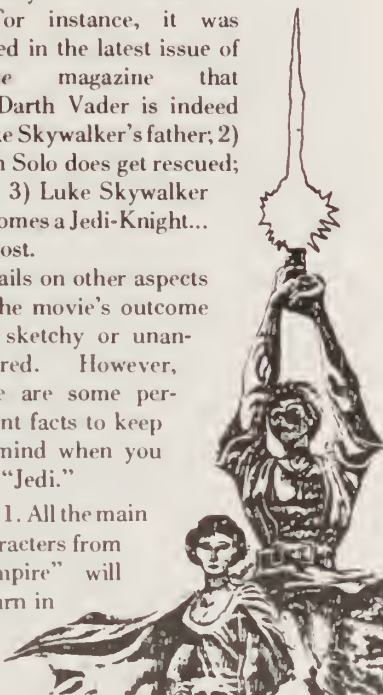 or instance, it was
ed in the latest issue of
e magazine that
Darth Vader is indeed
ke Skywalker's father; 2)
n Solo does get rescued;
3) Luke Skywalker
omes a Jedi-Knight...
ost.
ails on other aspects
he movie's outcome
sketchy or unan-
red. However,
e are some per-
nt facts to keep
mind when you
"Jedi."
1. All the main
racters from
mpire" will
urn in